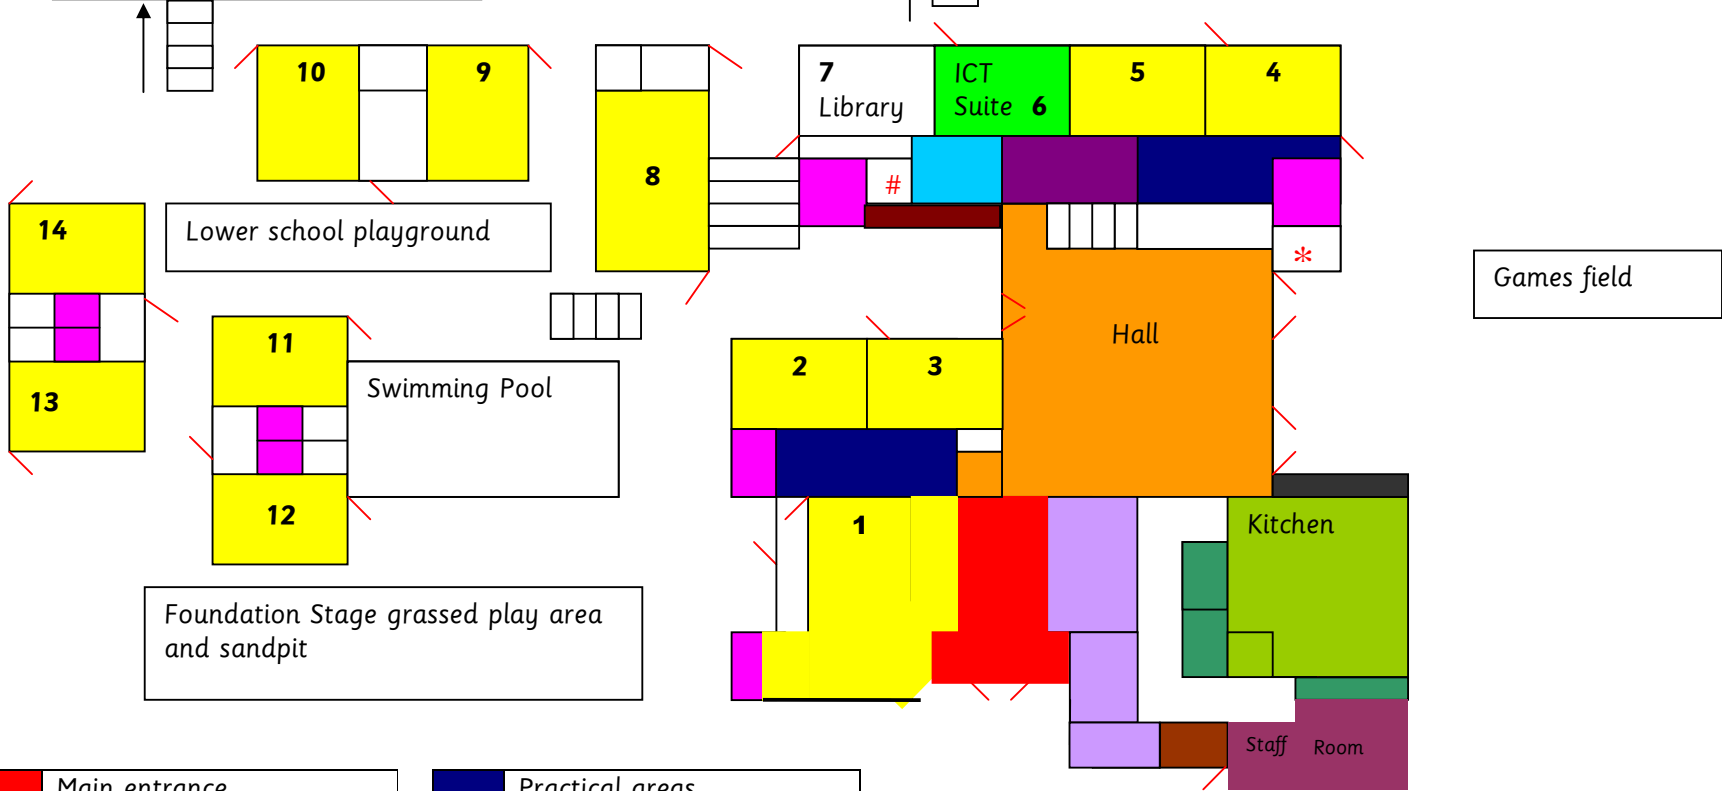 10
9
7
Library
ICT
Suite 6
5
4
8
#
14
Lower school playground
*
Games field
11
Hall
2
3
13
Swimming Pool
12
1
Kitchen
Foundation Stage grassed play area
and sandpit
Staff Room
Main entrance
Practical areas